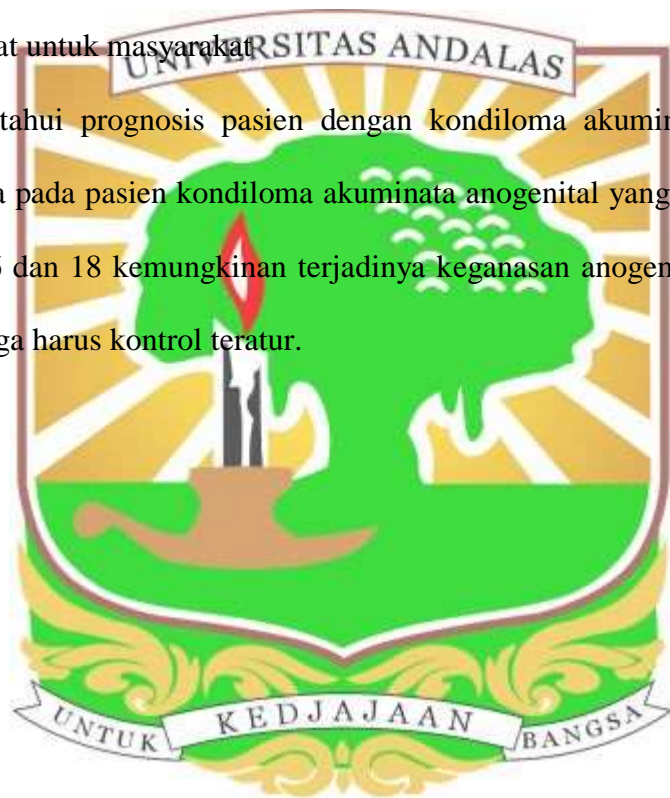 at untuk masyarakat
UNIVERSITAS ANDALAS
tahui prognosis pasien dengan kondiloma akumin
a pada pasien kondiloma akuminata anogenital yang
dan 18 kemungkinan terjadinya keganasan anogen
ga harus kontrol teratur.
UNTUK KEDJAJAAN BANGSA